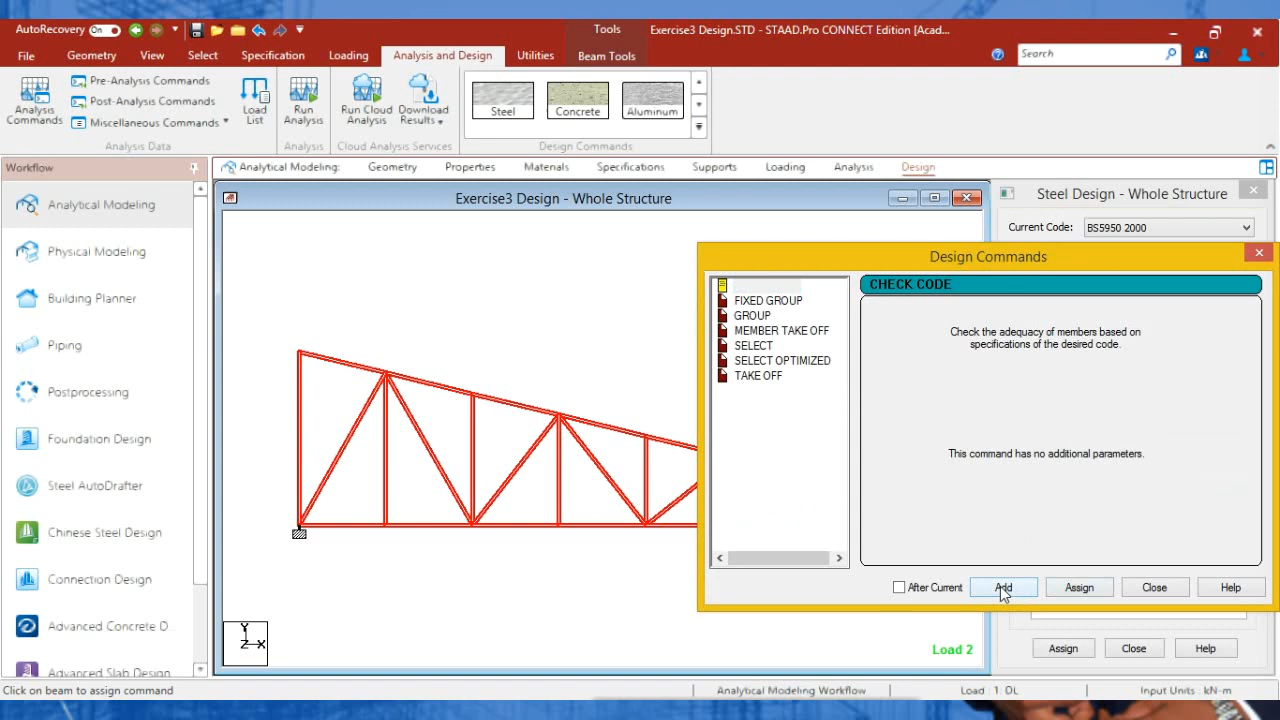 AutoRecovery On
Tools
Exercise3 Design.STD - STAAD.Pro CONNECT Edition [Acad...
File Geometry View Select Specification Loading Analysis and Design Utilities Beam Tools
Search
Analysis Commands
Pre-Analysis Commands
Post-Analysis Commands
Miscellaneous Commands
Load List
Run Analysis
Run Cloud Analysis
Download Results
Steel
Concrete
Aluminum
Analysis Data
Analysis
Cloud Analysis Services
Design Commands
Workflow
Analytical Modeling: Geometry Properties Materials Specifications Supports Loading Analysis Design
Analytical Modeling
Physical Modeling
Building Planner
Piping
Postprocessing
Foundation Design
Steel AutoDrafter
Chinese Steel Design
Connection Design
Advanced Concrete D...
Advanced Slab Design
Exercise3 Design - Whole Structure
Y
Z X
Load 2
Steel Design - Whole Structure
Current Code: BS5950 2000
Design Commands
FIXED GROUP
GROUP
MEMBER TAKE OFF
SELECT
SELECT OPTIMIZED
TAKE OFF
CHECK CODE
Check the adequacy of members based on
specifications of the desired code.
This command has no additional parameters.
After Current Add Assign Close Help
Assign Close Help
Click on beam to assign command
Analytical Modeling Workflow
Load : 1: DL
Input Units : kN-m